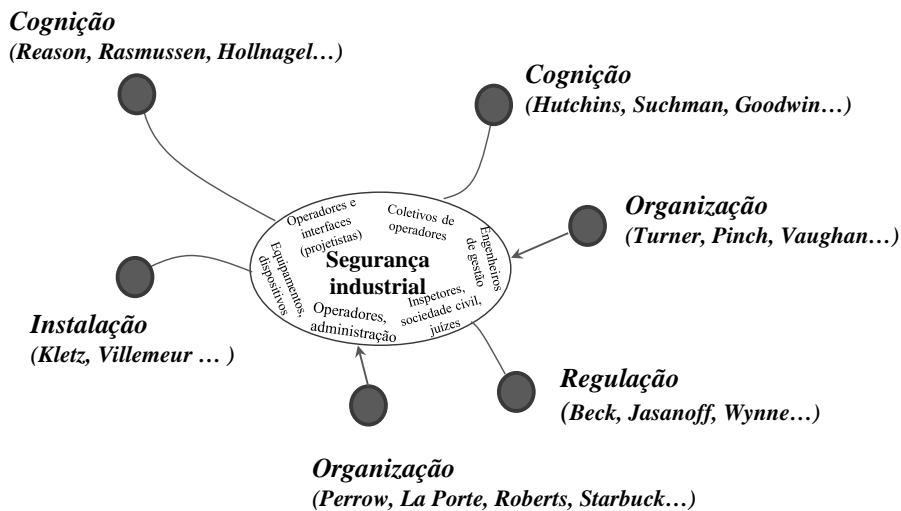 Cognição
(Reason, Rasmussen, Hollnagel…)
Cognição
(Hutchins, Suchman, Goodwin…)
Organização
(Turner, Pinch, Vaughan…)
Operadores e
interfaces
(projetistas)
Coletivos de
operadores
Engenheiros
de gestão
Equipamentos,
dispositivos
Segurança
industrial
Operadores,
administração
Inspetores,
sociedade civil,
juízes
Instalação
(Kletz, Villemeur … )
Regulação
(Beck, Jasanoff, Wynne…)
Organização
(Perrow, La Porte, Roberts, Starbuck…)